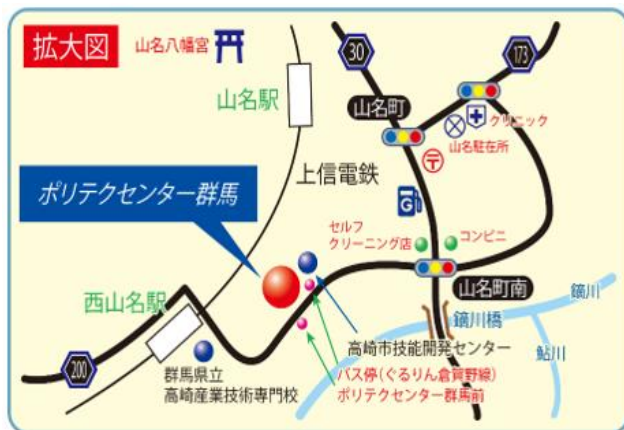 拡大図
山名八幡宮
30
173
山名駅
山名町
クリニック
山名駐在所
上信電鉄
ポリテクセンター群馬
G
セルフ
クリーニング店
コンビニ
西山名駅
山名町南
鏑川
鏑川橋
鮎川
高崎市技能開発センター
200
群馬県立
高崎産業技術専門校
バス停(ぐるりん倉賀野線)
ポリテクセンター群馬前